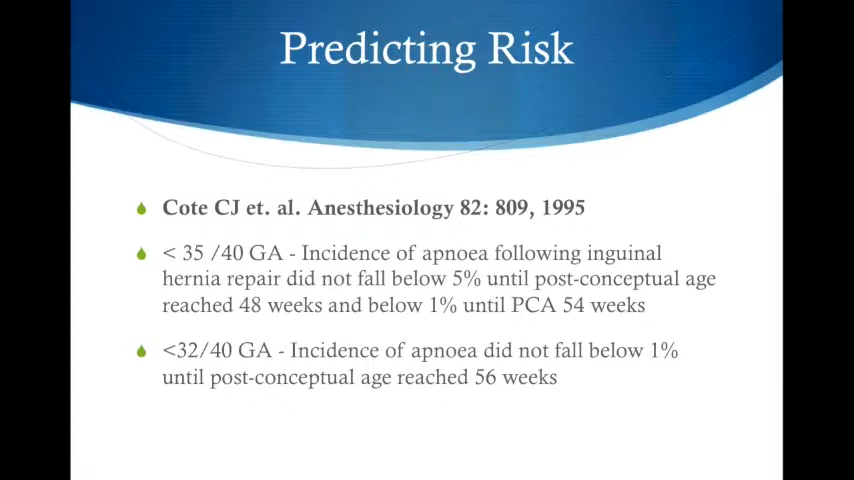 Predicting Risk
Cote CJ et. al. Anesthesiology 82: 809, 1995
< 35 /40 GA - Incidence of apnoea following inguinal
hernia repair did not fall below 5% until post-conceptual age
reached 48 weeks and below 1% until PCA 54 weeks
<32/40 GA - Incidence of apnoea did not fall below 1%
until post-conceptual age reached 56 weeks